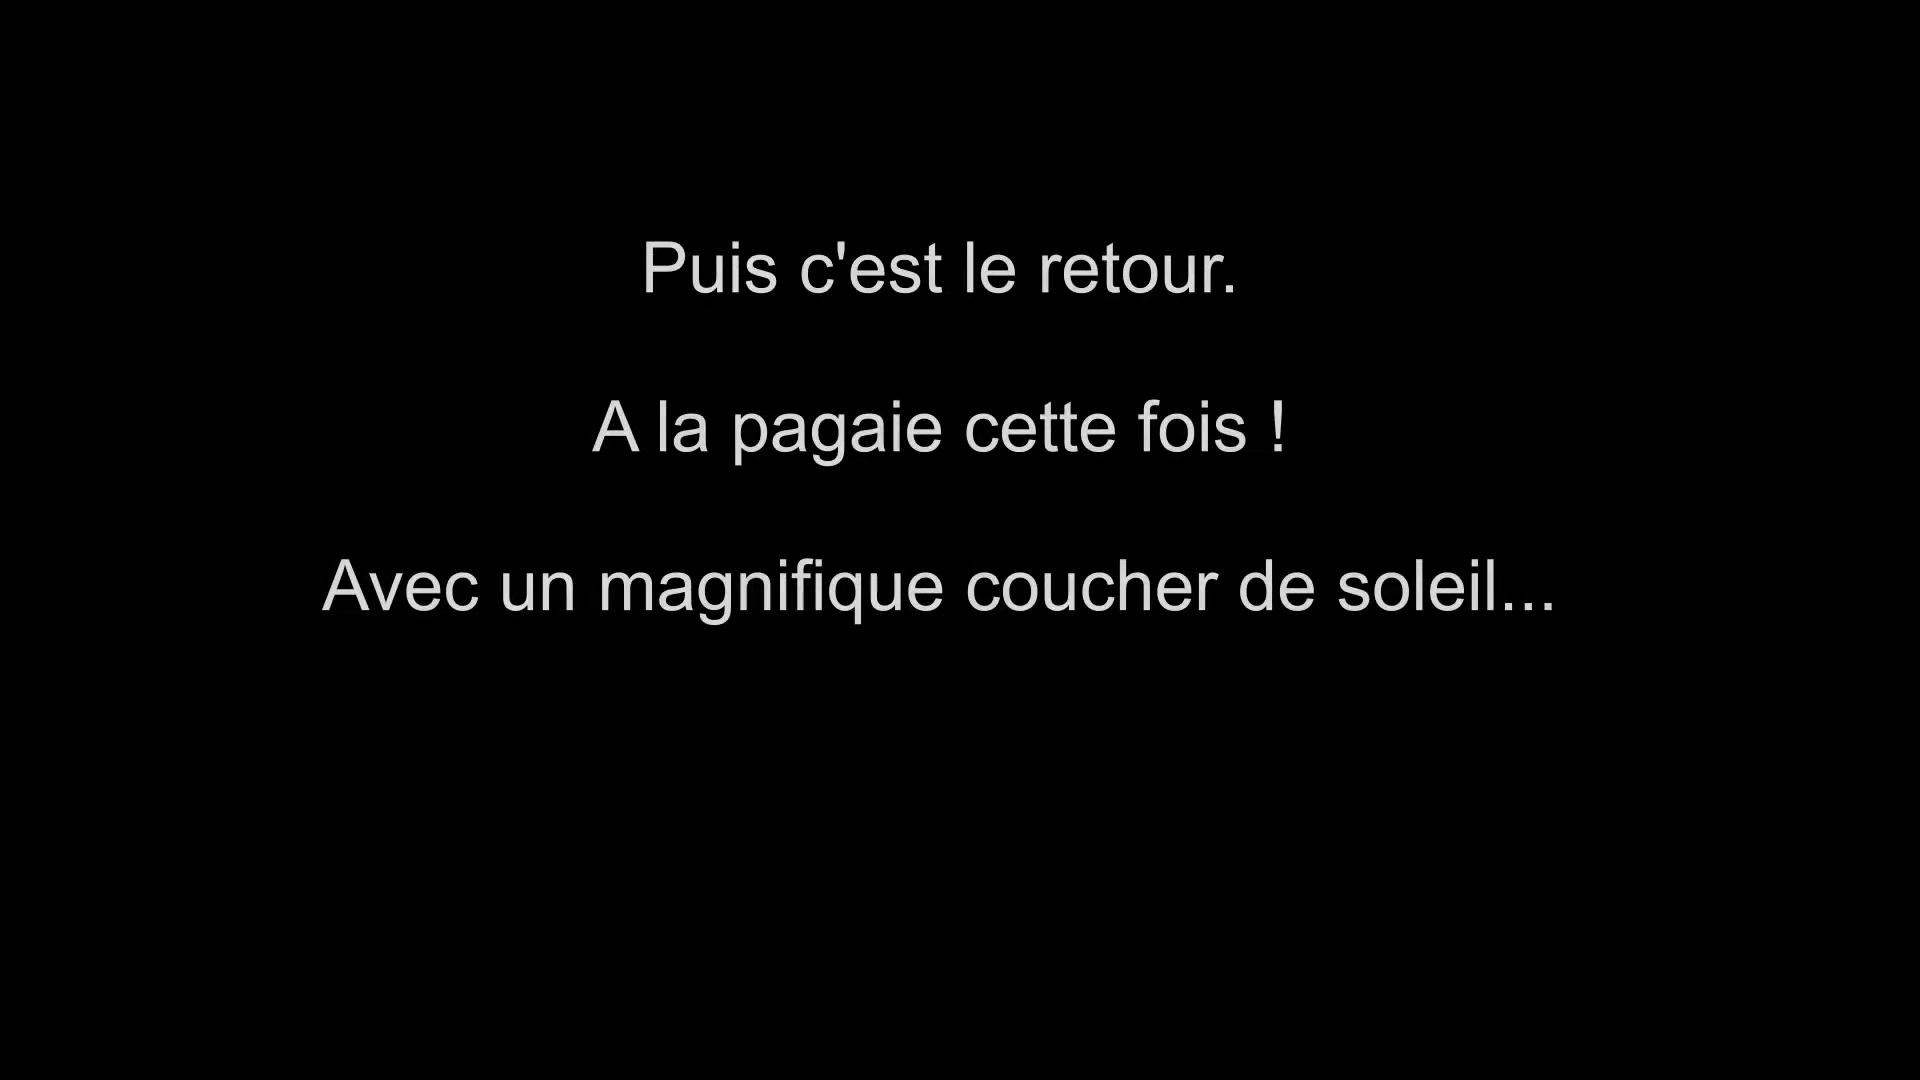 Puis c'est le retour.
A la pagaie cette fois !
Avec un magnifique coucher de soleil...